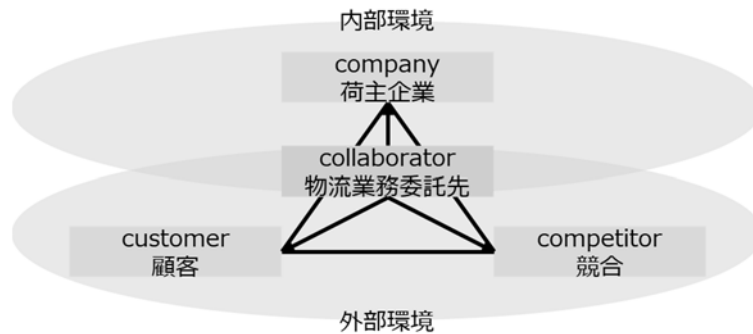 内部環境
company
荷主企業
collaborator
物流業務委託先
customer
顧客
competitor
競合
外部環境